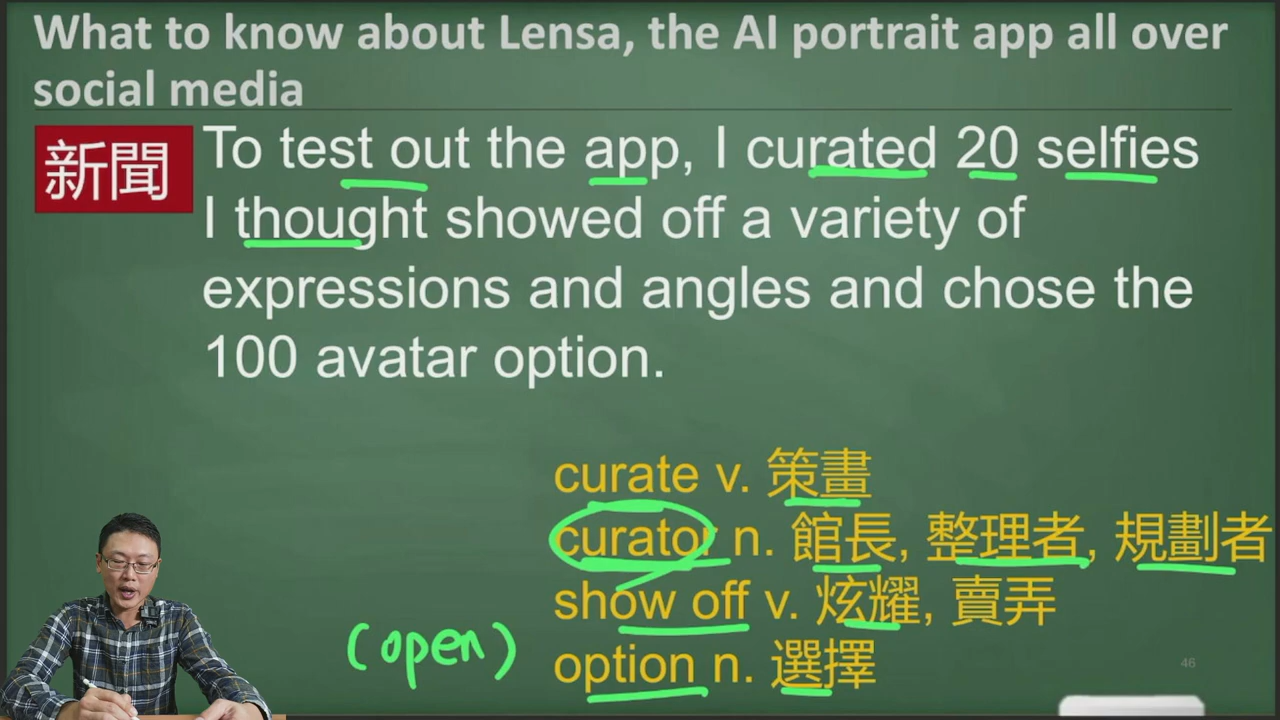 What to know about Lensa, the AI portrait app all over
social media
新聞
To test out the app, I curated 20 selfies
I thought showed off a variety of
expressions and angles and chose the
100 avatar option.
curate v. 策畫
curator n. 館長, 整理者, 規劃者
show off v. 炫耀, 賣弄
(open)
option n. 選擇
46